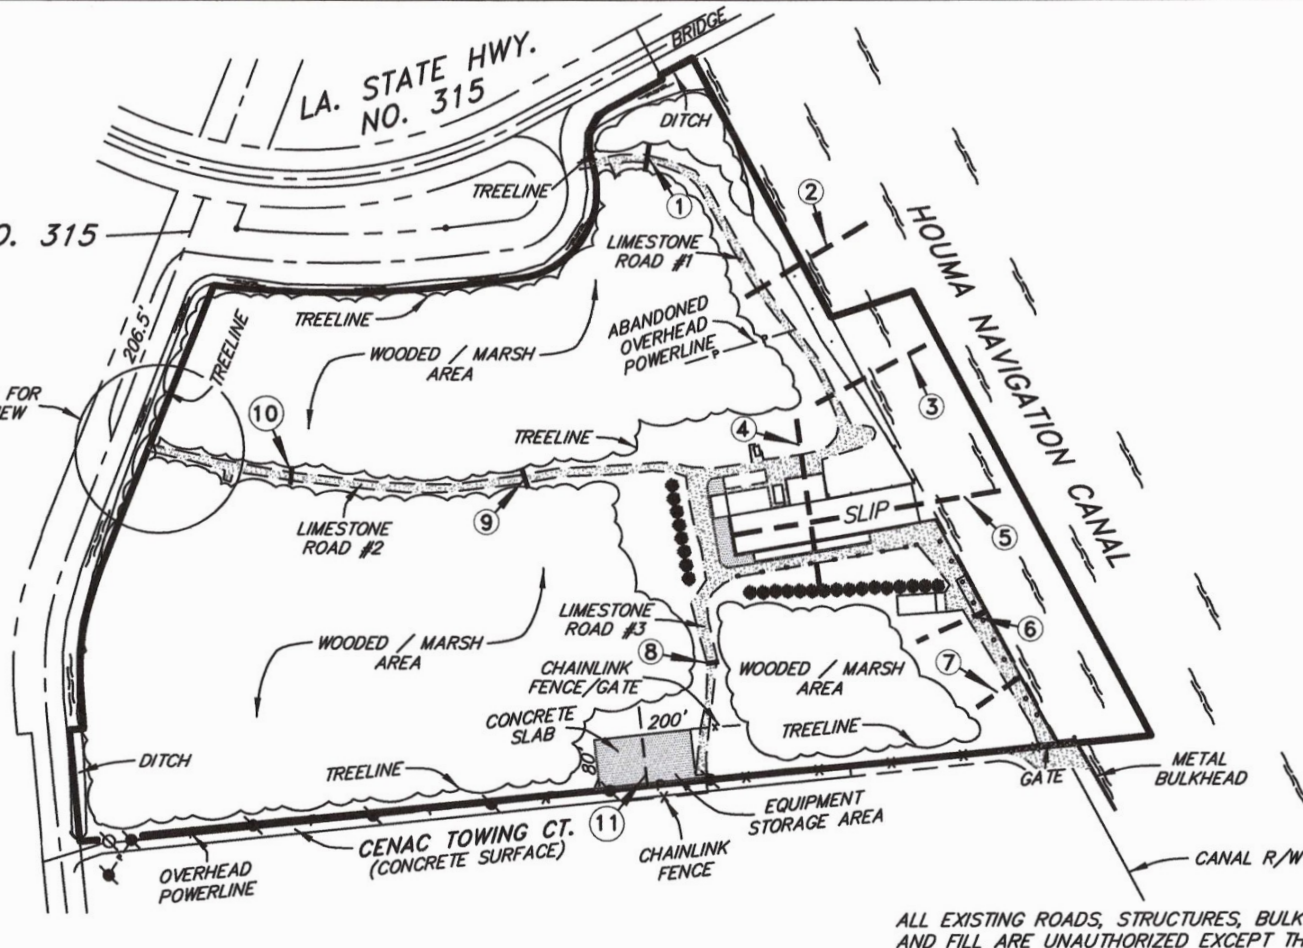 BRIDGE
LA. STATE HWY.
NO. 315
DITCH
TREELINE
1
2
O. 315
LIMESTONE
ROAD #1
HOUMA NAVIGATION CANAL
206.5'
TREELINE
TREELINE
ABANDONED
OVERHEAD
POWERLINE
P
P
WOODED / MARSH
AREA
FOR
EW
10
3
4
TREELINE
9
LIMESTONE
ROAD #2
SLIP
5
LIMESTONE
ROAD #3
6
WOODED / MARSH
AREA
8
7
CHAINLINK
FENCE/GATE
WOODED / MARSH
AREA
CONCRETE
SLAB
200'
TREELINE
80'
DITCH
TREELINE
GATE
METAL
BULKHEAD
EQUIPMENT
STORAGE AREA
11
CENAC TOWING CT.
(CONCRETE SURFACE)
CHAINLINK
FENCE
OVERHEAD
POWERLINE
CANAL R/W
ALL EXISTING ROADS, STRUCTURES, BULK
AND FILL ARE UNAUTHORIZED EXCEPT TH